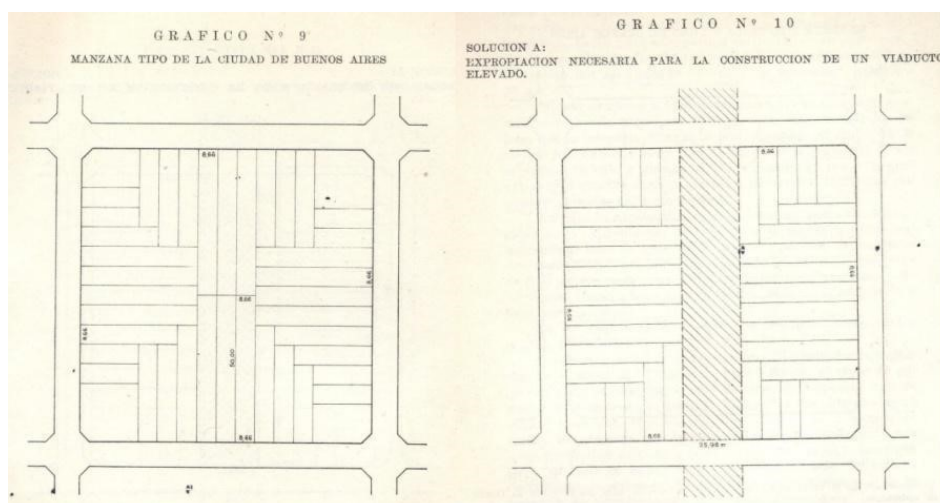 GRAFICO Nº 9
MANZANA TIPO DE LA CIUDAD DE BUENOS AIRES
8,66
8,66
8,66
8,66
50,00
8,66
GRAFICO Nº 10
SOLUCION A:
EXPROPIACION NECESARIA PARA LA CONSTRUCCION DE UN VIADUCTO
ELEVADO.
8,66
8,66
25,98 m